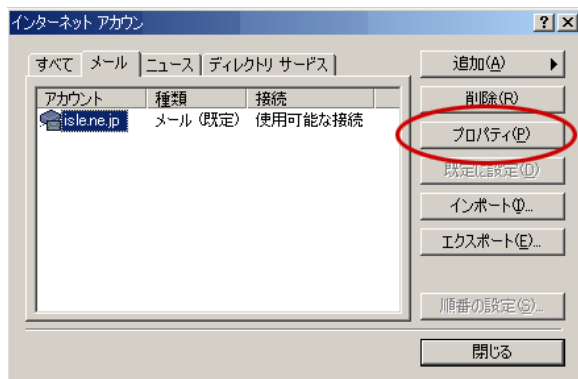 インターネット アカウン
すべて メール ニュース ディレクトリ サービス
追加(A)
アカウント 種類 接続
削除(R)
isle.ne.jp メール (既定) 使用可能な接続
プロパティ(P)
既定に設定(D)
インポート(I)...
エクスポート(E)...
順番の設定(S)...
閉じる